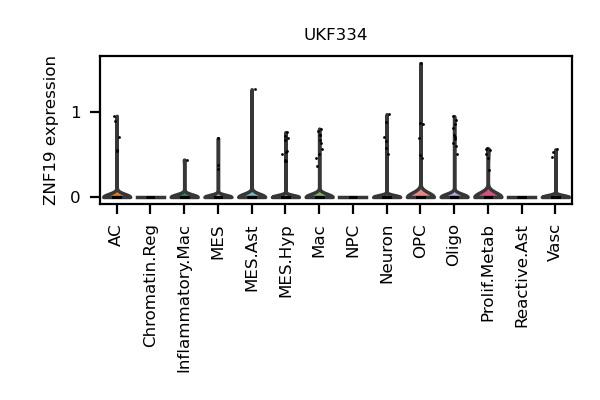 UKF334
ZNF19 expression
1
0
AC
Chromatin.Reg
Inflammatory.Mac
MES
MES.Ast
MES.Hyp
Mac
NPC
Neuron
OPC
Oligo
Prolif.Metab
Reactive.Ast
Vasc